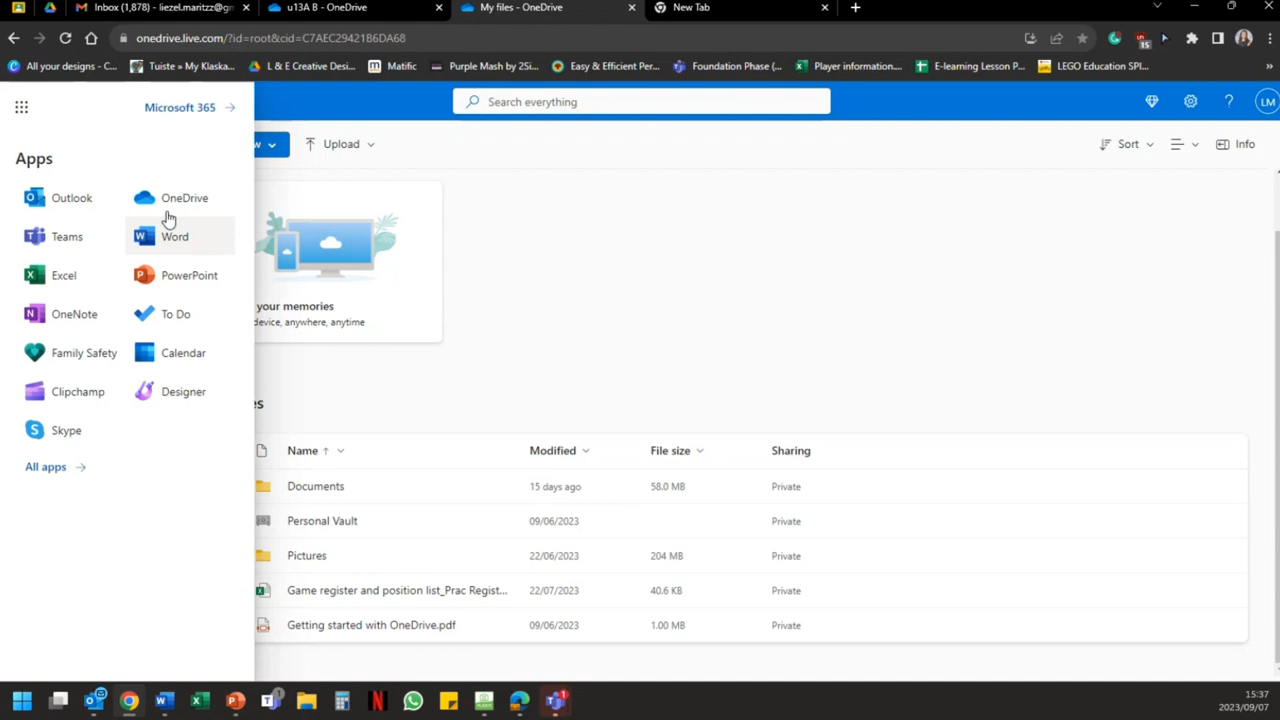 Inbox (1,878) - liezel.maritzz@gm
u13A B - OneDrive
My files - OneDrive
New Tab
onedrive.live.com/?id=root&cid=C7AEC29421B6DA68
15
All your designs - C...
Tuiste » My Klaska...
L & E Creative Desi...
Matific
Purple Mash by 2Si...
Easy & Efficient Per...
Foundation Phase (...
Player information....
E-learning Lesson P...
LEGO Education SPI...
»
Microsoft 365
Search everything
LM
w
Upload
Sort
Info
Apps
Outlook
OneDrive
Teams
Word
Excel
PowerPoint
OneNote
To Do
Family Safety
Calendar
Clipchamp
Designer
Skype
All apps
your memories
device, anywhere, anytime
es
Name
Modified
File size
Sharing
Documents
15 days ago
58.0 MB
Private
Personal Vault
09/06/2023
Private
Pictures
22/06/2023
204 MB
Private
Game register and position list_Prac Regist...
22/07/2023
40.6 KB
Private
Getting started with OneDrive.pdf
09/06/2023
1.00 MB
Private
15:37
2023/09/07